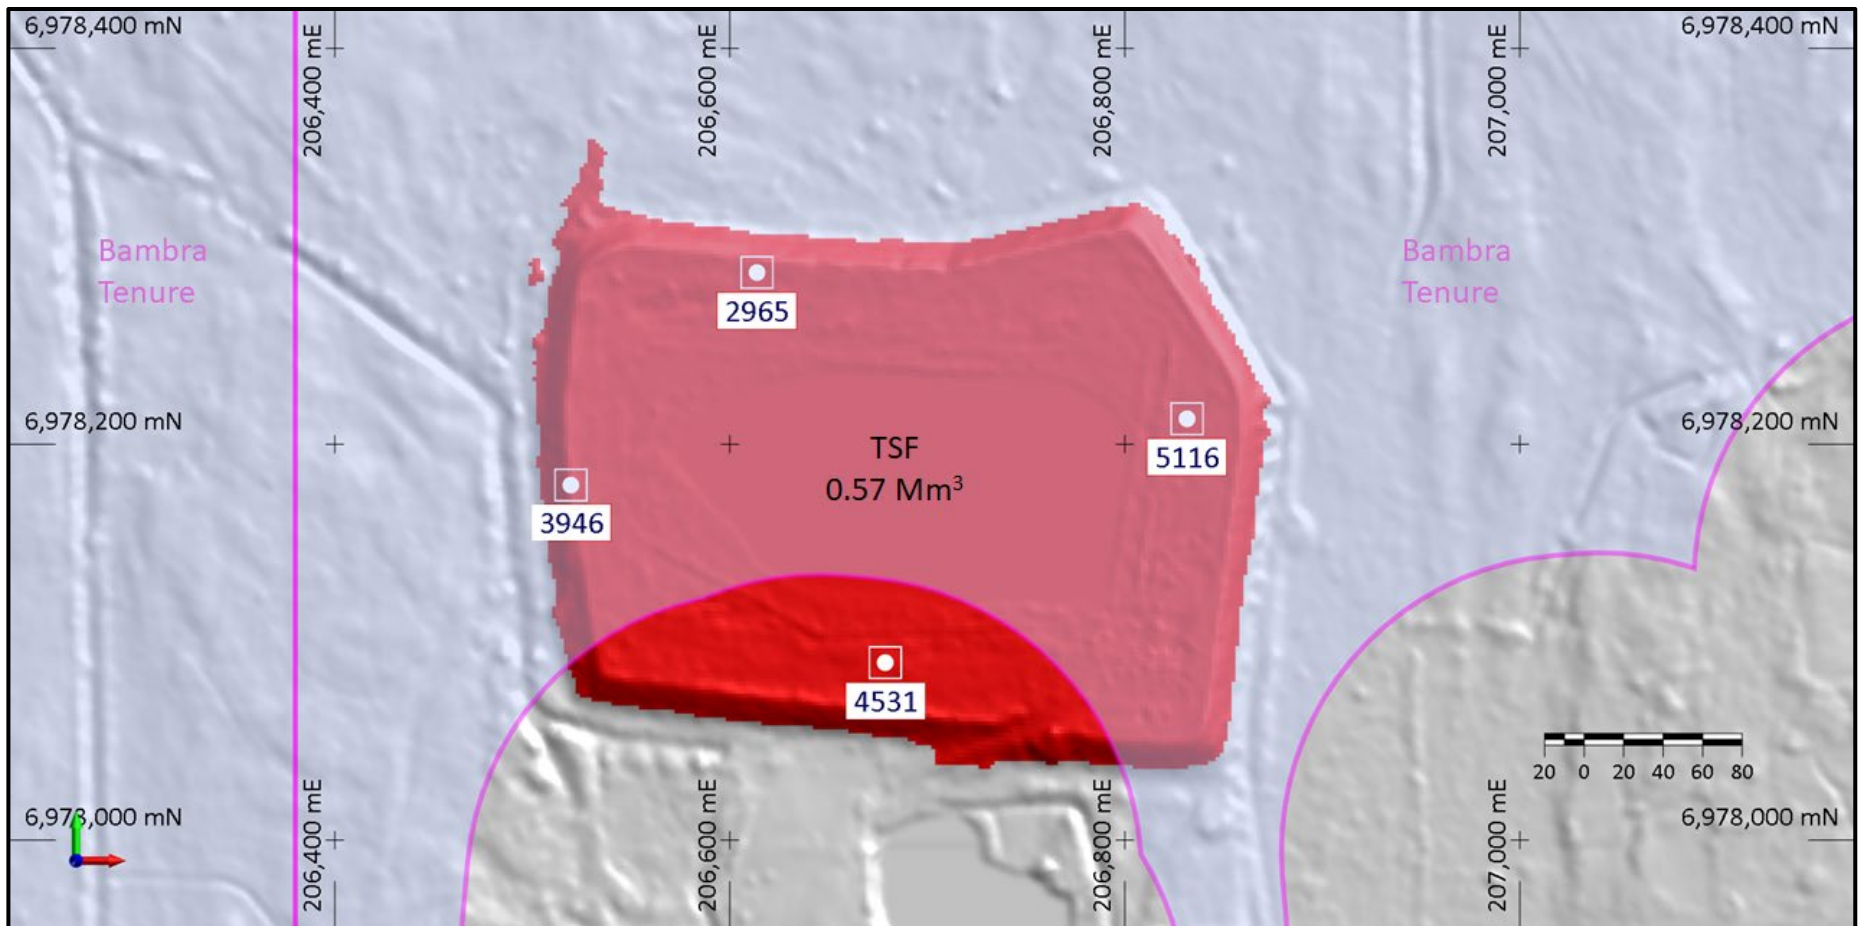 6,978,400 mN
206,400 mE
206,600 mE
206,800 mE
207,000 mE
6,978,400 mN
Bambra
Tenure
Bambra
Tenure
2965
6,978,200 mN
6,978,200 mN
TSF
0.57 Mm³
5116
3946
4531
20 0 20 40 60 80
6,978,000 mN
206,400 mE
206,600 mE
206,800 mE
207,000 mE
6,978,000 mN